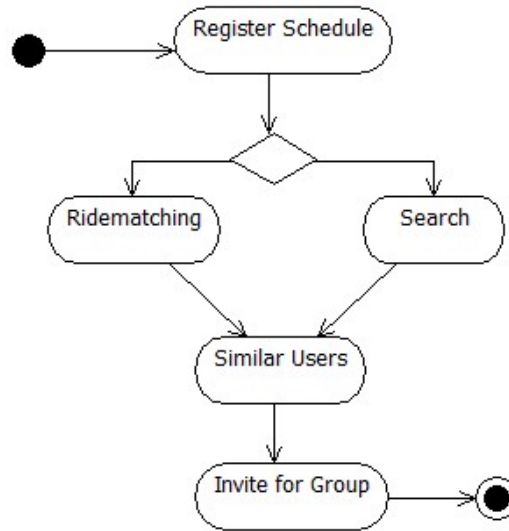 Register Schedule
Ridematching
Search
Similar Users
Invite for Group